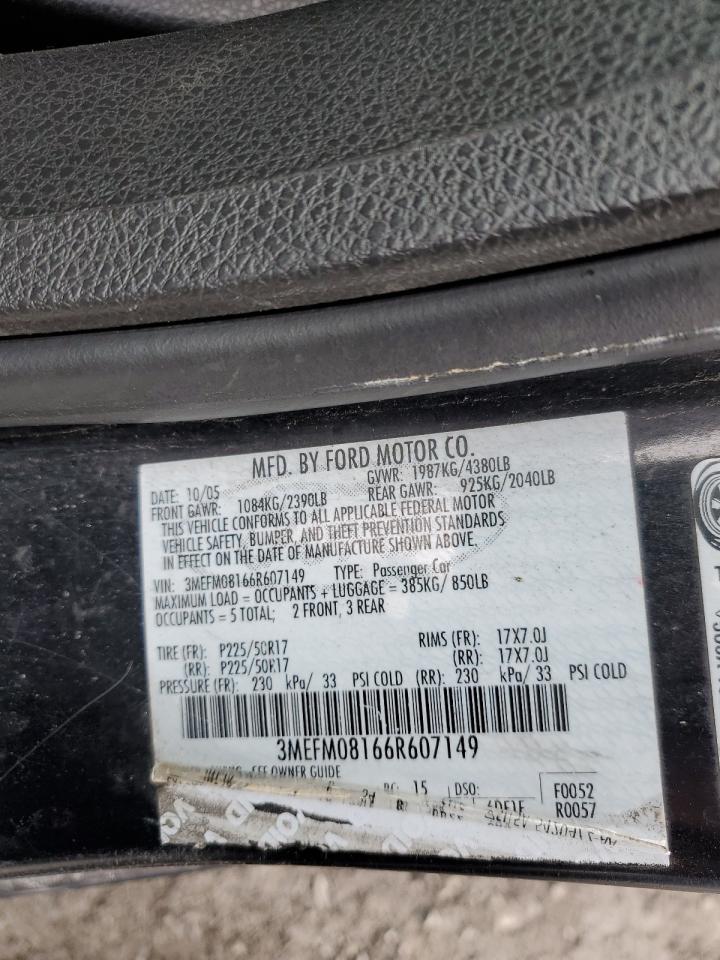 MFD. BY FORD MOTOR CO.
DATE: 10/05 GVWR: 1987KG/4380LB
FRONT GAWR: 1084KG/2390LB REAR GAWR: 925KG/2040LB
THIS VEHICLE CONFORMS TO ALL APPLICABLE FEDERAL MOTOR
VEHICLE SAFETY, BUMPER, AND THEFT PREVENTION STANDARDS
IN EFFECT ON THE DATE OF MANUFACTURE SHOWN ABOVE.
VIN: 3MEFM08166R607149 TYPE: Passenger Car
MAXIMUM LOAD = OCCUPANTS + LUGGAGE = 385KG/ 850LB
OCCUPANTS = 5 TOTAL; 2 FRONT, 3 REAR
TIRE (FR): P225/50R17 RIMS (FR): 17X7.0J
(RR): P225/50R17 (RR): 17X7.0J
PRESSURE (FR): 230 kPa/ 33 PSI COLD (RR): 230 kPa/ 33 PSI COLD
3MEFM08166R607149
OWNER GUIDE
15 DSO: F0052
R0057
VOID